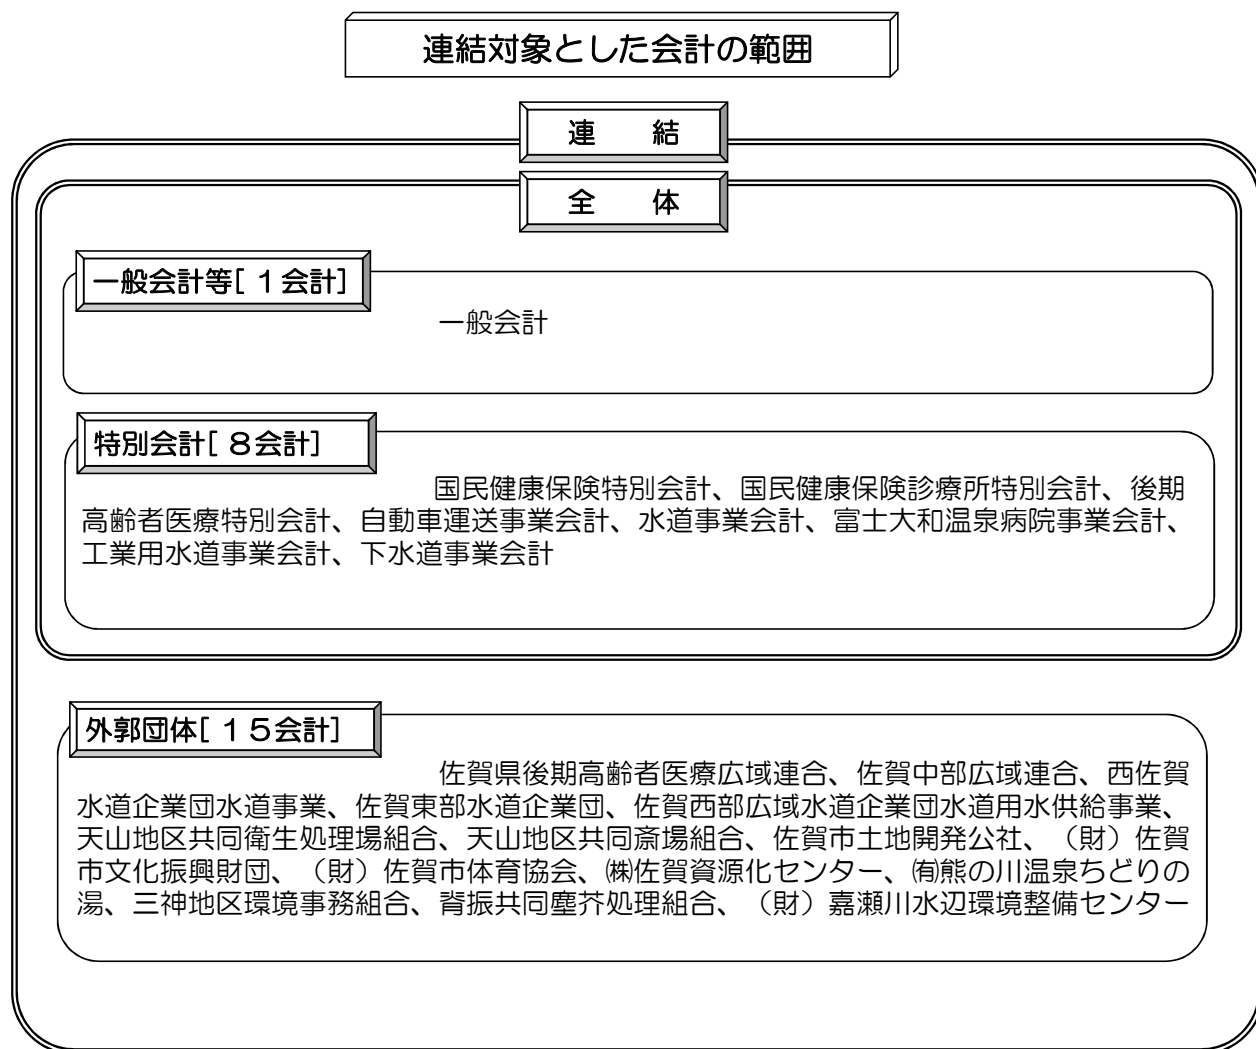 連結対象とした会計の範囲
連　結
全　体
一般会計等[ １会計]
一般会計
特別会計[ ８会計]
国民健康保険特別会計、国民健康保険診療所特別会計、後期
高齢者医療特別会計、自動車運送事業会計、水道事業会計、富士大和温泉病院事業会計、
工業用水道事業会計、下水道事業会計
外郭団体[ １５会計]
佐賀県後期高齢者医療広域連合、佐賀中部広域連合、西佐賀
水道企業団水道事業、佐賀東部水道企業団、佐賀西部広域水道企業団水道用水供給事業、
天山地区共同衛生処理場組合、天山地区共同斎場組合、佐賀市土地開発公社、（財）佐賀
市文化振興財団、（財）佐賀市体育協会、㈱佐賀資源化センター、㈲熊の川温泉ちどりの
湯、三神地区環境事務組合、脊振共同塵芥処理組合、（財）嘉瀬川水辺環境整備センター